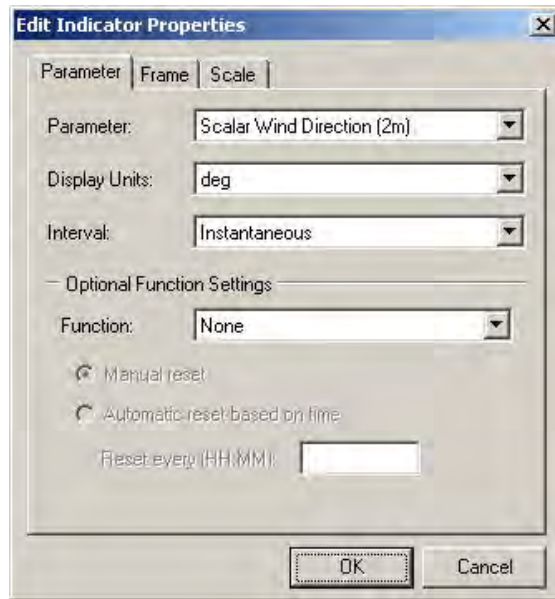 Edit Indicator Properties
Parameter Frame Scale
Parameter: Scalar Wind Direction (2m)
Display Units: deg
Interval: Instantaneous
Optional Function Settings
Function: None
Manual reset
Automatic reset based on time
Reset every (HH:MM):
OK Cancel